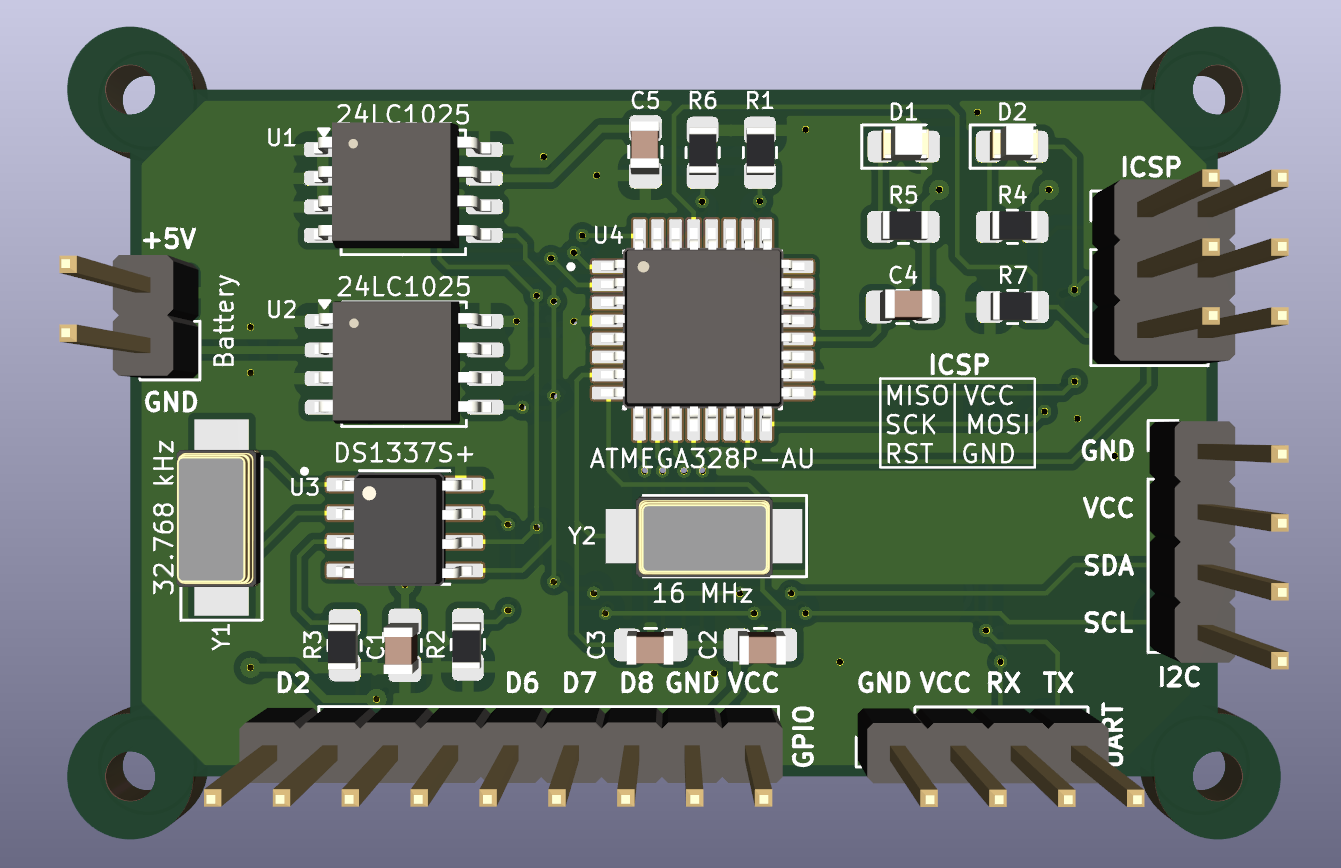 24LC1025
U1
C5
R6
R1
D1
D2
ICSP
+5V
U4
R5
R4
24LC1025
U2
Battery
C4
R7
GND
ICSP
MISO VCC
SCK MOSI
RST GND
DS1337S+
U3
ATMEGA328P-AU
GND
VCC
SDA
SCL
I2C
32.768 kHz
Y1
Y2
16 MHz
R3
C1
R2
C3
C2
D2
D6
D7
D8
GND
VCC
GPIO
GND
VCC
RX
TX
UART